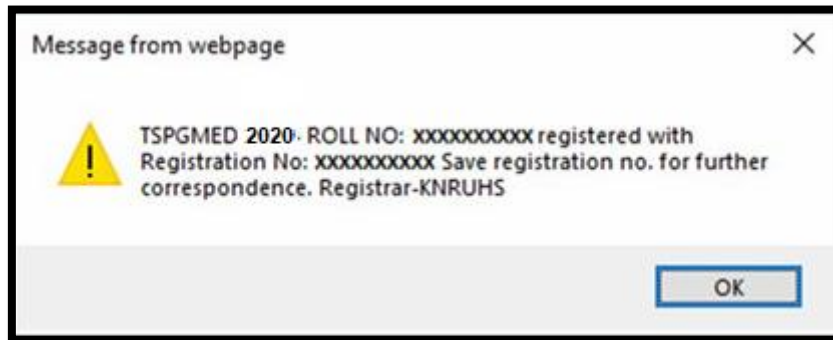 Message from webpage
TSPGMED 2020. ROLL NO: xxxxxxxxxx registered with
Registration No: xxxxxxxxxx Save registration no. for further
correspondence. Registrar-KNRUHS
OK